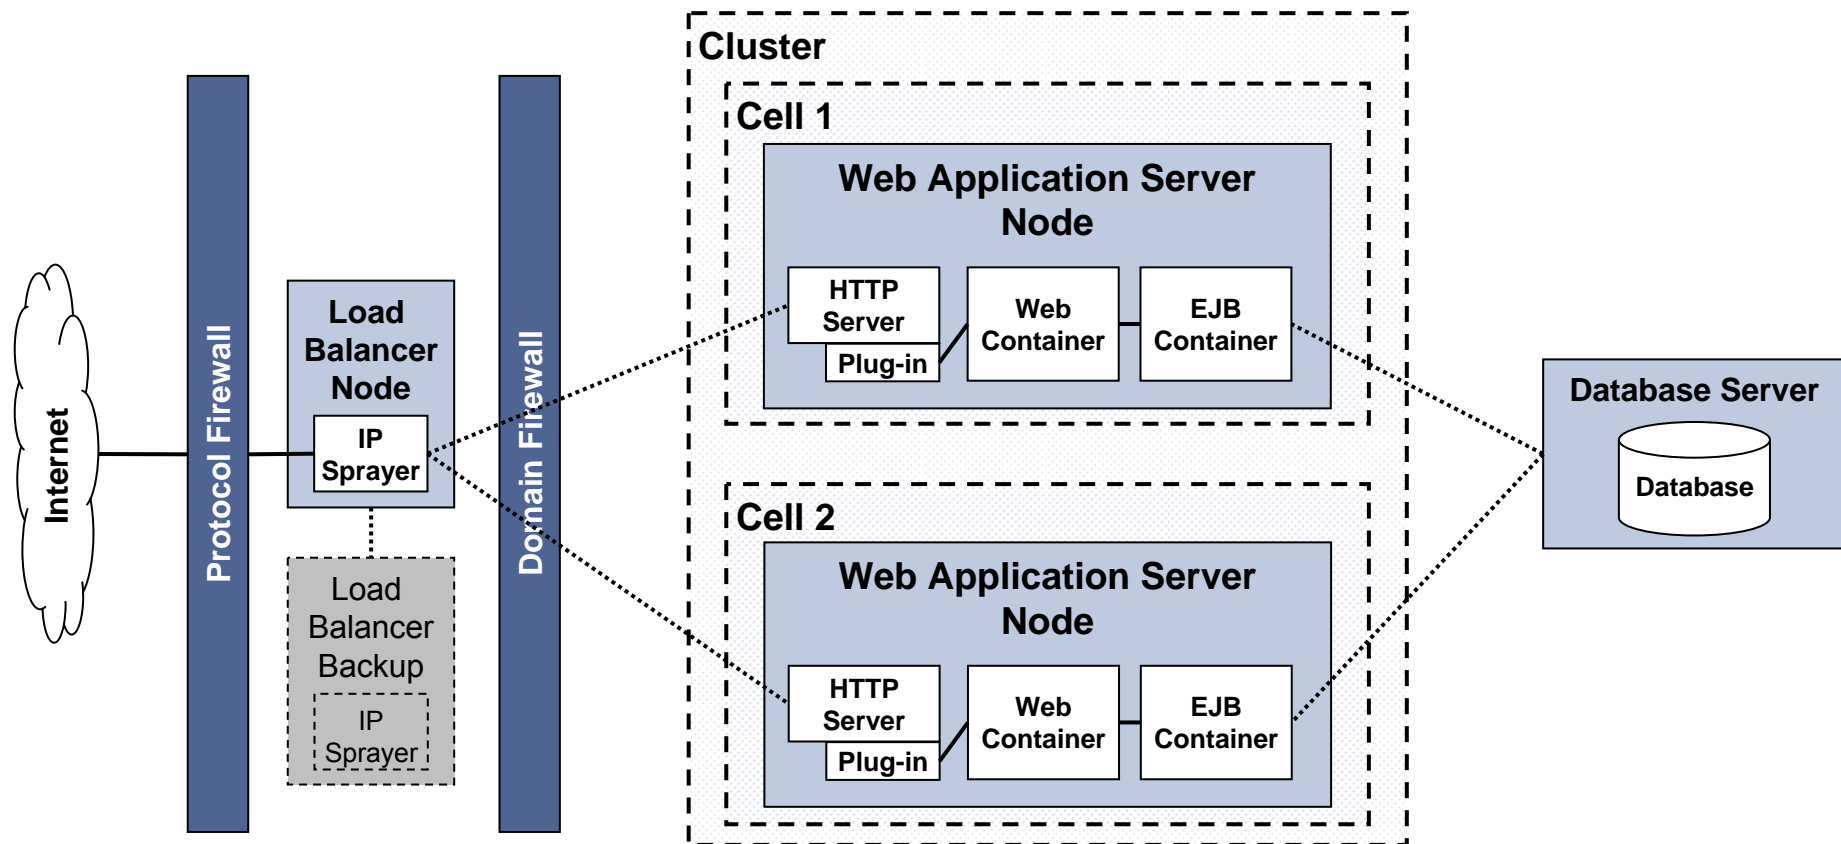 Internet
Protocol Firewall
Load
Balancer
Node
IP
Sprayer
Load
Balancer
Backup
IP
Sprayer
Domain Firewall
Cluster
Cell 1
Web Application Server
Node
HTTP
Server
Plug-in
Web
Container
EJB
Container
Cell 2
Web Application Server
Node
HTTP
Server
Plug-in
Web
Container
EJB
Container
Database Server
Database